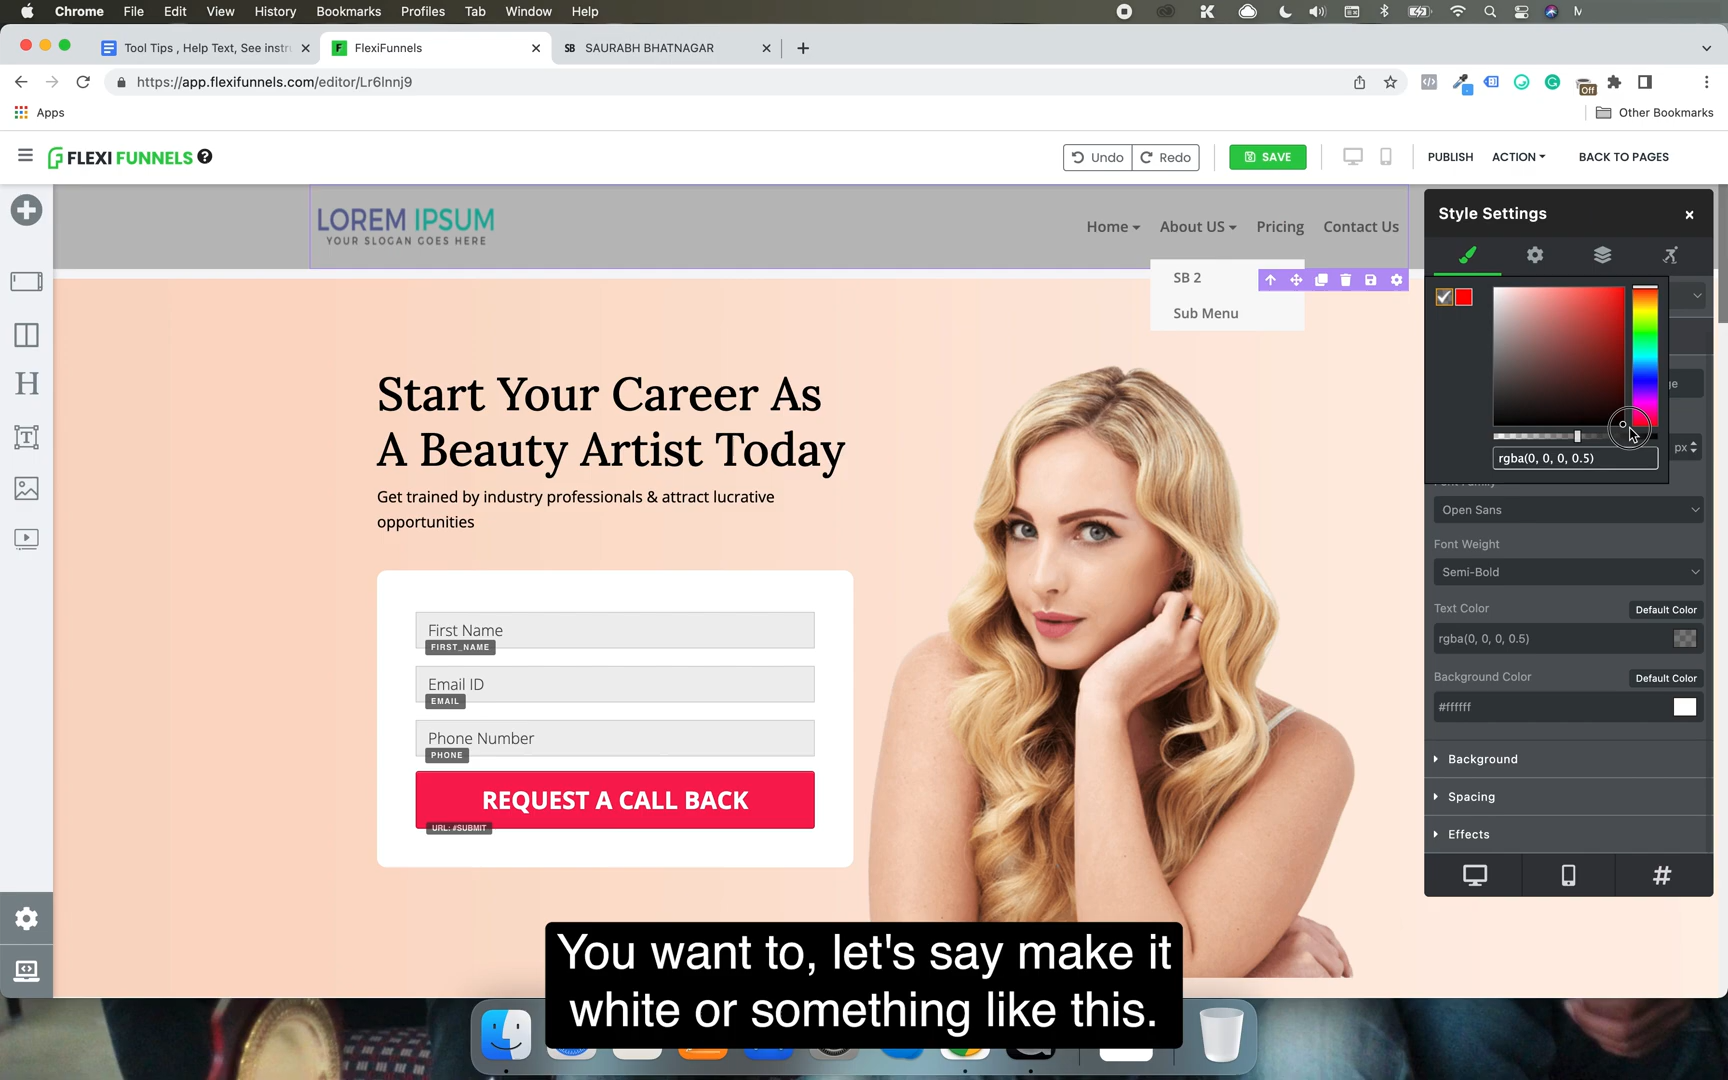 Chrome File Edit View History Bookmarks Profiles Tab Window Help
Tool Tips , Help Text, See instru
FlexiFunnels
SB SAURABH BHATNAGAR
https://app.flexifunnels.com/editor/Lr6lnnj9
Off
Apps
Other Bookmarks
FLEXI FUNNELS
Undo
Redo
SAVE
PUBLISH
ACTION
BACK TO PAGES
LOREM IPSUM
YOUR SLOGAN GOES HERE
Home
About US
Pricing
Contact Us
SB 2
Sub Menu
Style Settings
rgba(0, 0, 0, 0.5)
px
Open Sans
Font Weight
Semi-Bold
Text Color
Default Color
rgba(0, 0, 0, 0.5)
Background Color
Default Color
#ffffff
Background
Spacing
Effects
Start Your Career As
A Beauty Artist Today
Get trained by industry professionals & attract lucrative
opportunities
First Name
FIRST_NAME
Email ID
EMAIL
Phone Number
PHONE
REQUEST A CALL BACK
URL: #SUBMIT
You want to, let's say make it
white or something like this.